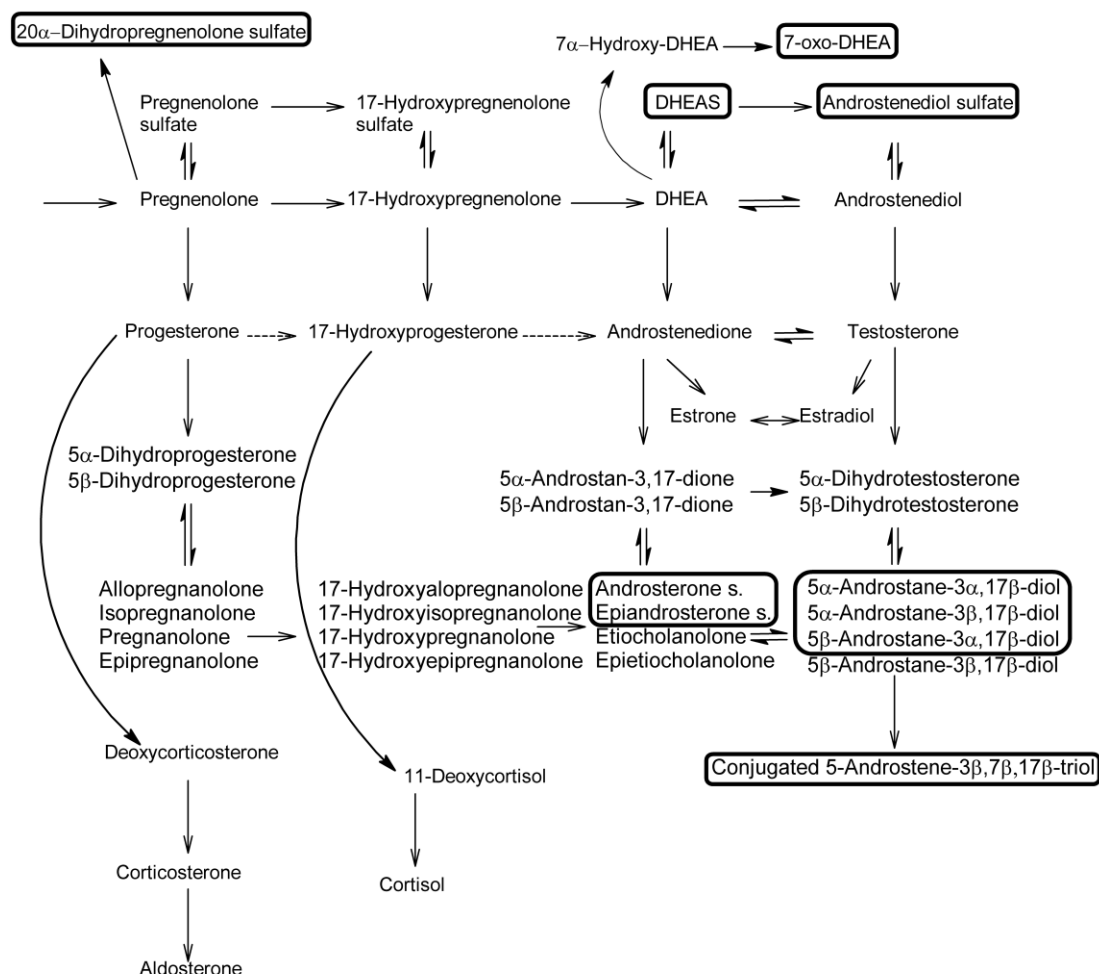 20α−Dihydropregnenolone sulfate
7α−Hydroxy-DHEA
7-oxo-DHEA
Pregnenolone
sulfate
17-Hydroxypregnenolone
sulfate
DHEAS
Androstenediol sulfate
Pregnenolone
17-Hydroxypregnenolone
DHEA
Androstenediol
Progesterone
17-Hydroxyprogesterone
Androstenedione
Testosterone
Estrone
Estradiol
5α-Dihydroprogesterone
5β-Dihydroprogesterone
5α-Androstan-3,17-dione
5β-Androstan-3,17-dione
5α-Dihydrotestosterone
5β-Dihydrotestosterone
Allopregnanolone
Isopregnanolone
Pregnanolone
Epipregnanolone
17-Hydroxyalopregnanolone
17-Hydroxyisopregnanolone
17-Hydroxypregnanolone
17-Hydroxyepipregnanolone
Androsterone s.
Epiandrosterone s.
Etiocholanolone
Epietiocholanolone
5α-Androstane-3α,17β-diol
5α-Androstane-3β,17β-diol
5β-Androstane-3α,17β-diol
5β-Androstane-3β,17β-diol
Deoxycorticosterone
11-Deoxycortisol
Conjugated 5-Androstene-3β,7β,17β-triol
Corticosterone
Cortisol
Aldosterone